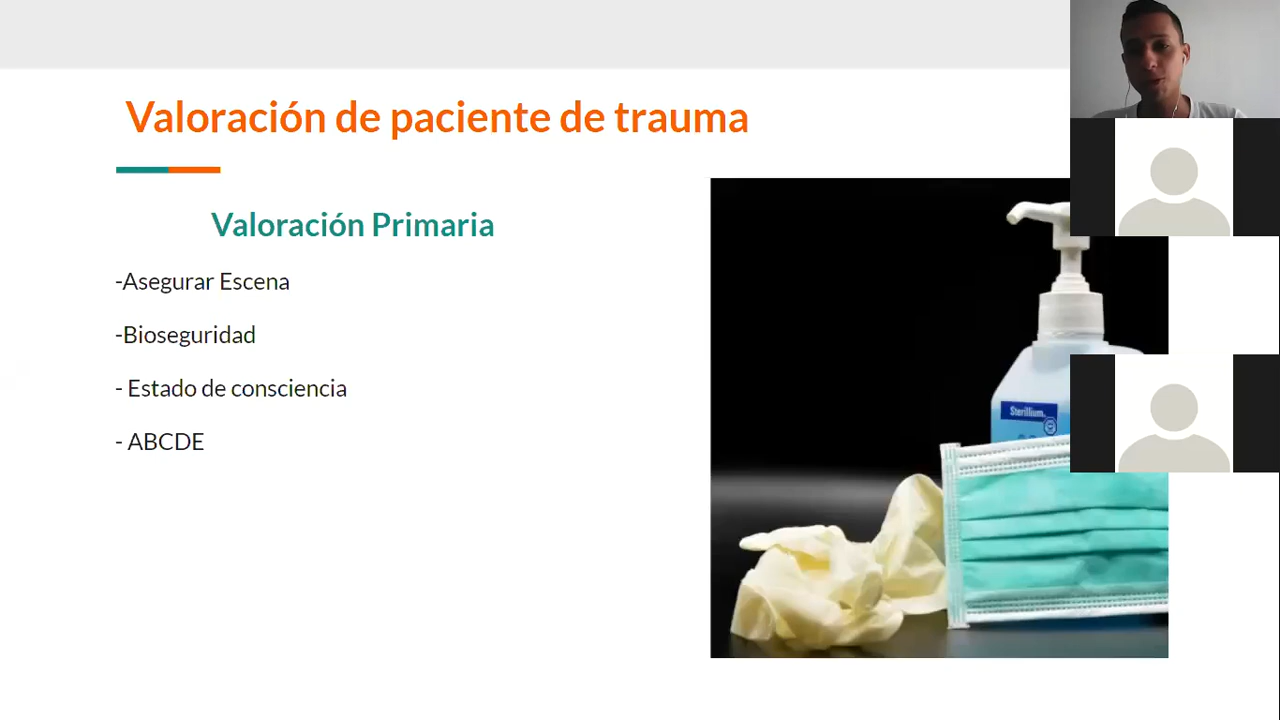 Valoración de paciente de trauma
Valoración Primaria
-Asegurar Escena
-Bioseguridad
- Estado de consciencia
- ABCDE
Sterillium.